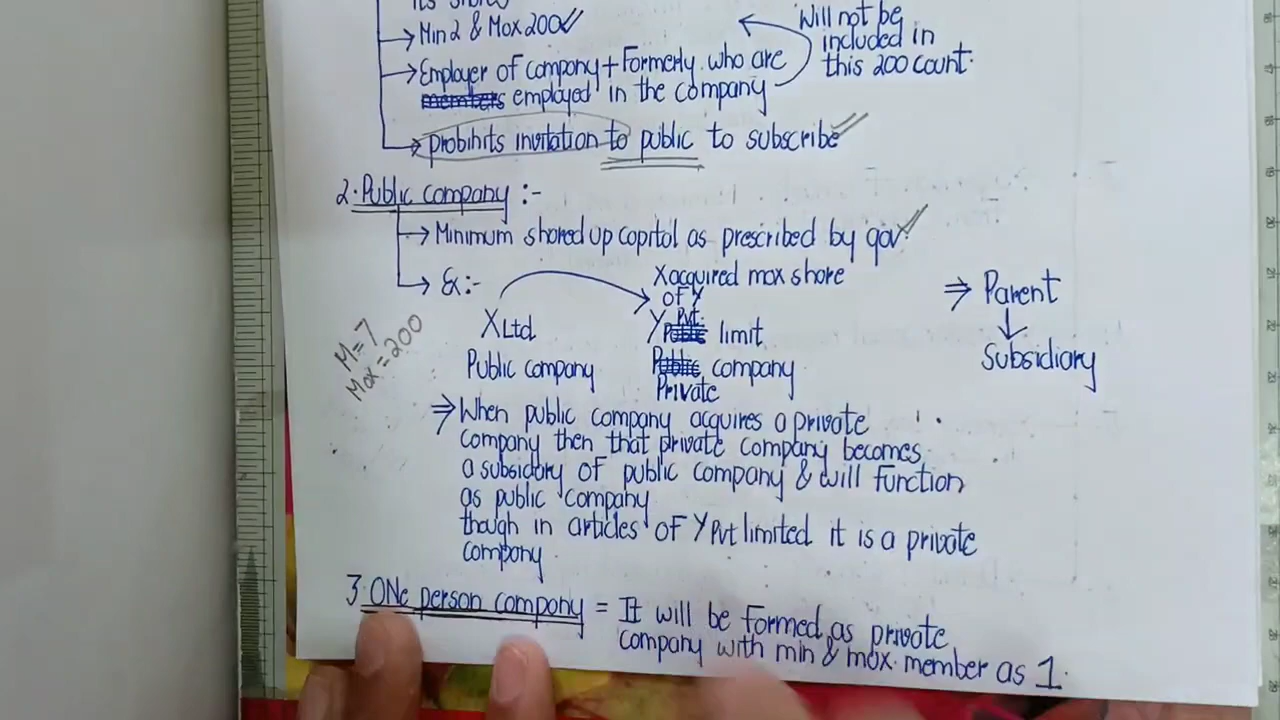 its shares
→ Min 2 & Max 200 ✓
will not be
included in
this 200 count.
→ Employer of company + Formerly who are
employed in the company
→ probihits invitation to public to subscribe
2. Public company :-
→ Minimum shared up capital as prescribed by gov.
→ Ex:-
X Ltd
Public company
X acquired max share
of Y
Y Pvt. limit
company
Private
⇒ Parent
↓
Subsidiary
M=7
Max=200
⇒ When public company acquires a private
company then that private company becomes
a subsidary of public company & will function
as public company
though in articles of Y Pvt limited it is a private
company.
3. ONe person company = It will be formed as private
company with min & max. member as 1.